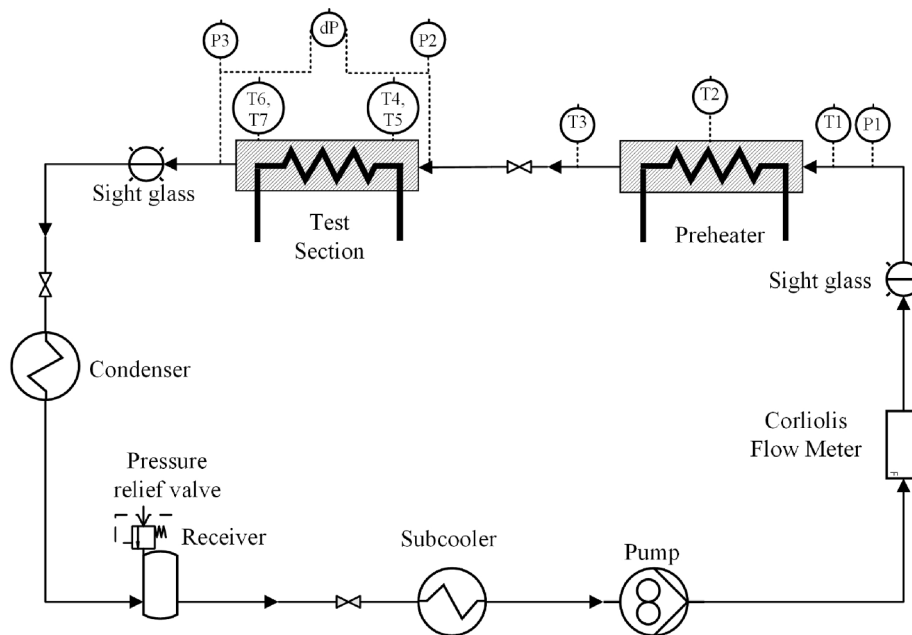 P3
dP
P2
T6,
T7
T4,
T5
T3
T2
T1
P1
Sight glass
Test
Section
Preheater
Sight glass
Condenser
Corliolis
Flow Meter
F
Pressure
relief valve
Receiver
Subcooler
Pump